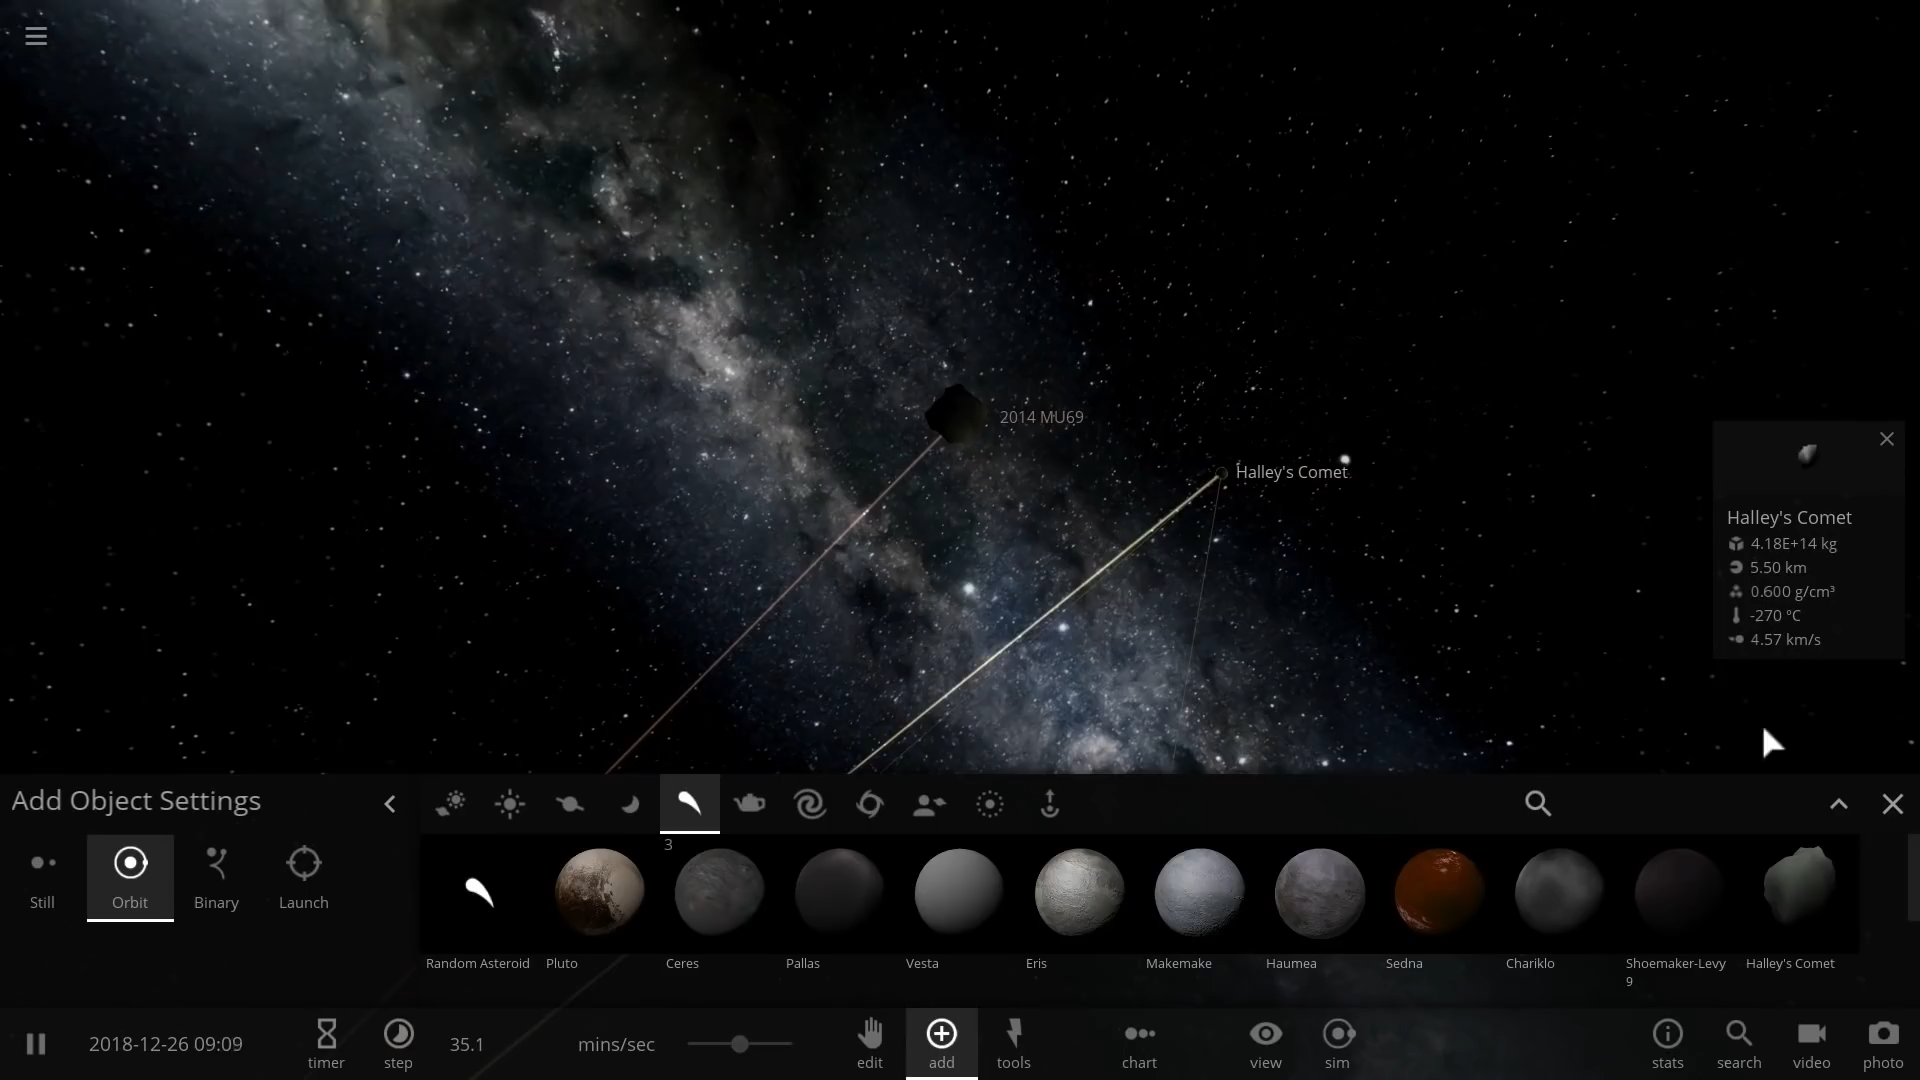 2014 MU69
Halley's Comet
Halley's Comet
4.18E+14 kg
5.50 km
0.600 g/cm³
-270 °C
4.57 km/s
Add Object Settings
Still
Orbit
Binary
Launch
3
Random Asteroid
Pluto
Ceres
Pallas
Vesta
Eris
Makemake
Haumea
Sedna
Chariklo
Shoemaker-Levy
9
Halley's Comet
2018-12-26 09:09
timer
step
35.1
mins/sec
edit
add
tools
chart
view
sim
stats
search
video
photo